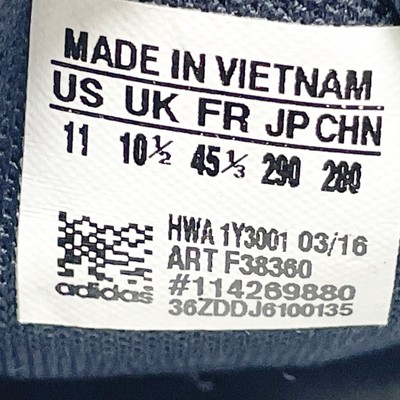 MADE IN VIETNAM
US UK FR JP CHN
11 10½ 45⅓ 290 280
HWA 1Y3001 03/16
ART F38360
adidas #114269880
36ZDDJ6100135